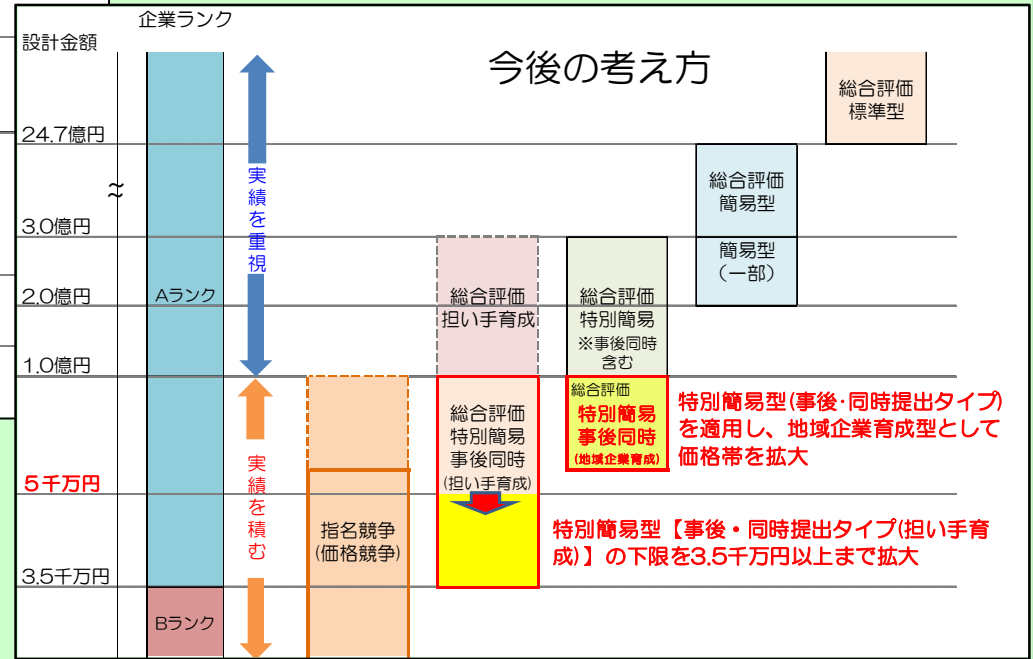 企業ランク
設計金額
今後の考え方
総合評価
標準型
24.7億円
≈
総合評価
簡易型
実績を重視
3.0億円
簡易型
(一部)
2.0億円
Aランク
総合評価
担い手育成
総合評価
特別簡易
※事後同時
含む
1.0億円
総合評価
特別簡易
事後同時
(担い手育成)
総合評価
特別簡易
事後同時
(地域企業育成)
特別簡易型(事後・同時提出タイプ)
を適用し、地域企業育成型として
価格帯を拡大
実績を積む
5千万円
指名競争
(価格競争)
特別簡易型【事後・同時提出タイプ(担い手育
成)】の下限を3.5千万円以上まで拡大
3.5千万円
Bランク